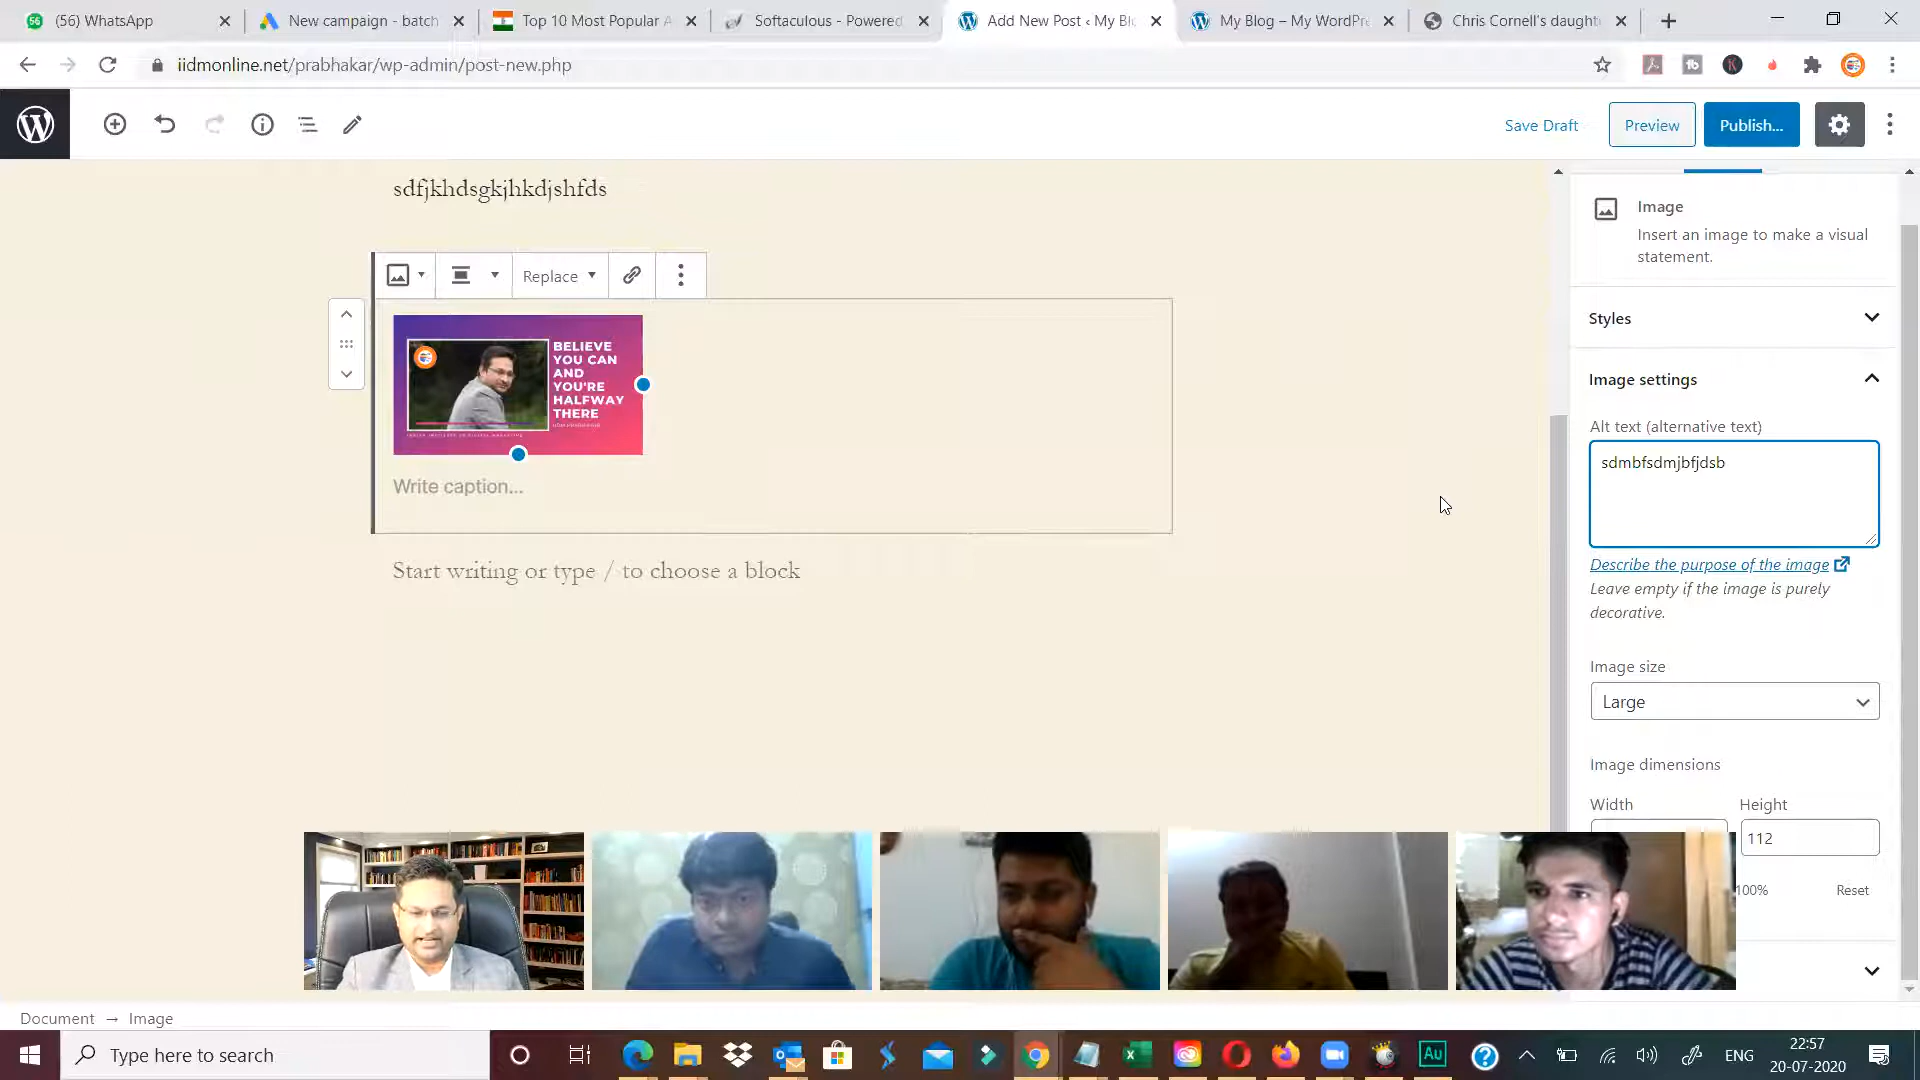 (56) WhatsApp
New campaign - batch
Top 10 Most Popular A
Softaculous - Powered
Add New Post ‹ My Blo
My Blog – My WordPre
Chris Cornell's daught
iidmonline.net/prabhakar/wp-admin/post-new.php
Save Draft
Preview
Publish...
sdfjkhdsgkjhkdjshfds
Replace
BELIEVE
YOU CAN
AND
YOU'RE
HALFWAY
THERE
Write caption...
Start writing or type / to choose a block
Image
Insert an image to make a visual
statement.
Styles
Image settings
Alt text (alternative text)
sdmbfsdmjbfjdsb
Describe the purpose of the image
Leave empty if the image is purely
decorative.
Image size
Large
Image dimensions
Width
Height
112
100%
Reset
Document → Image
Type here to search
Au
ENG
22:57
20-07-2020